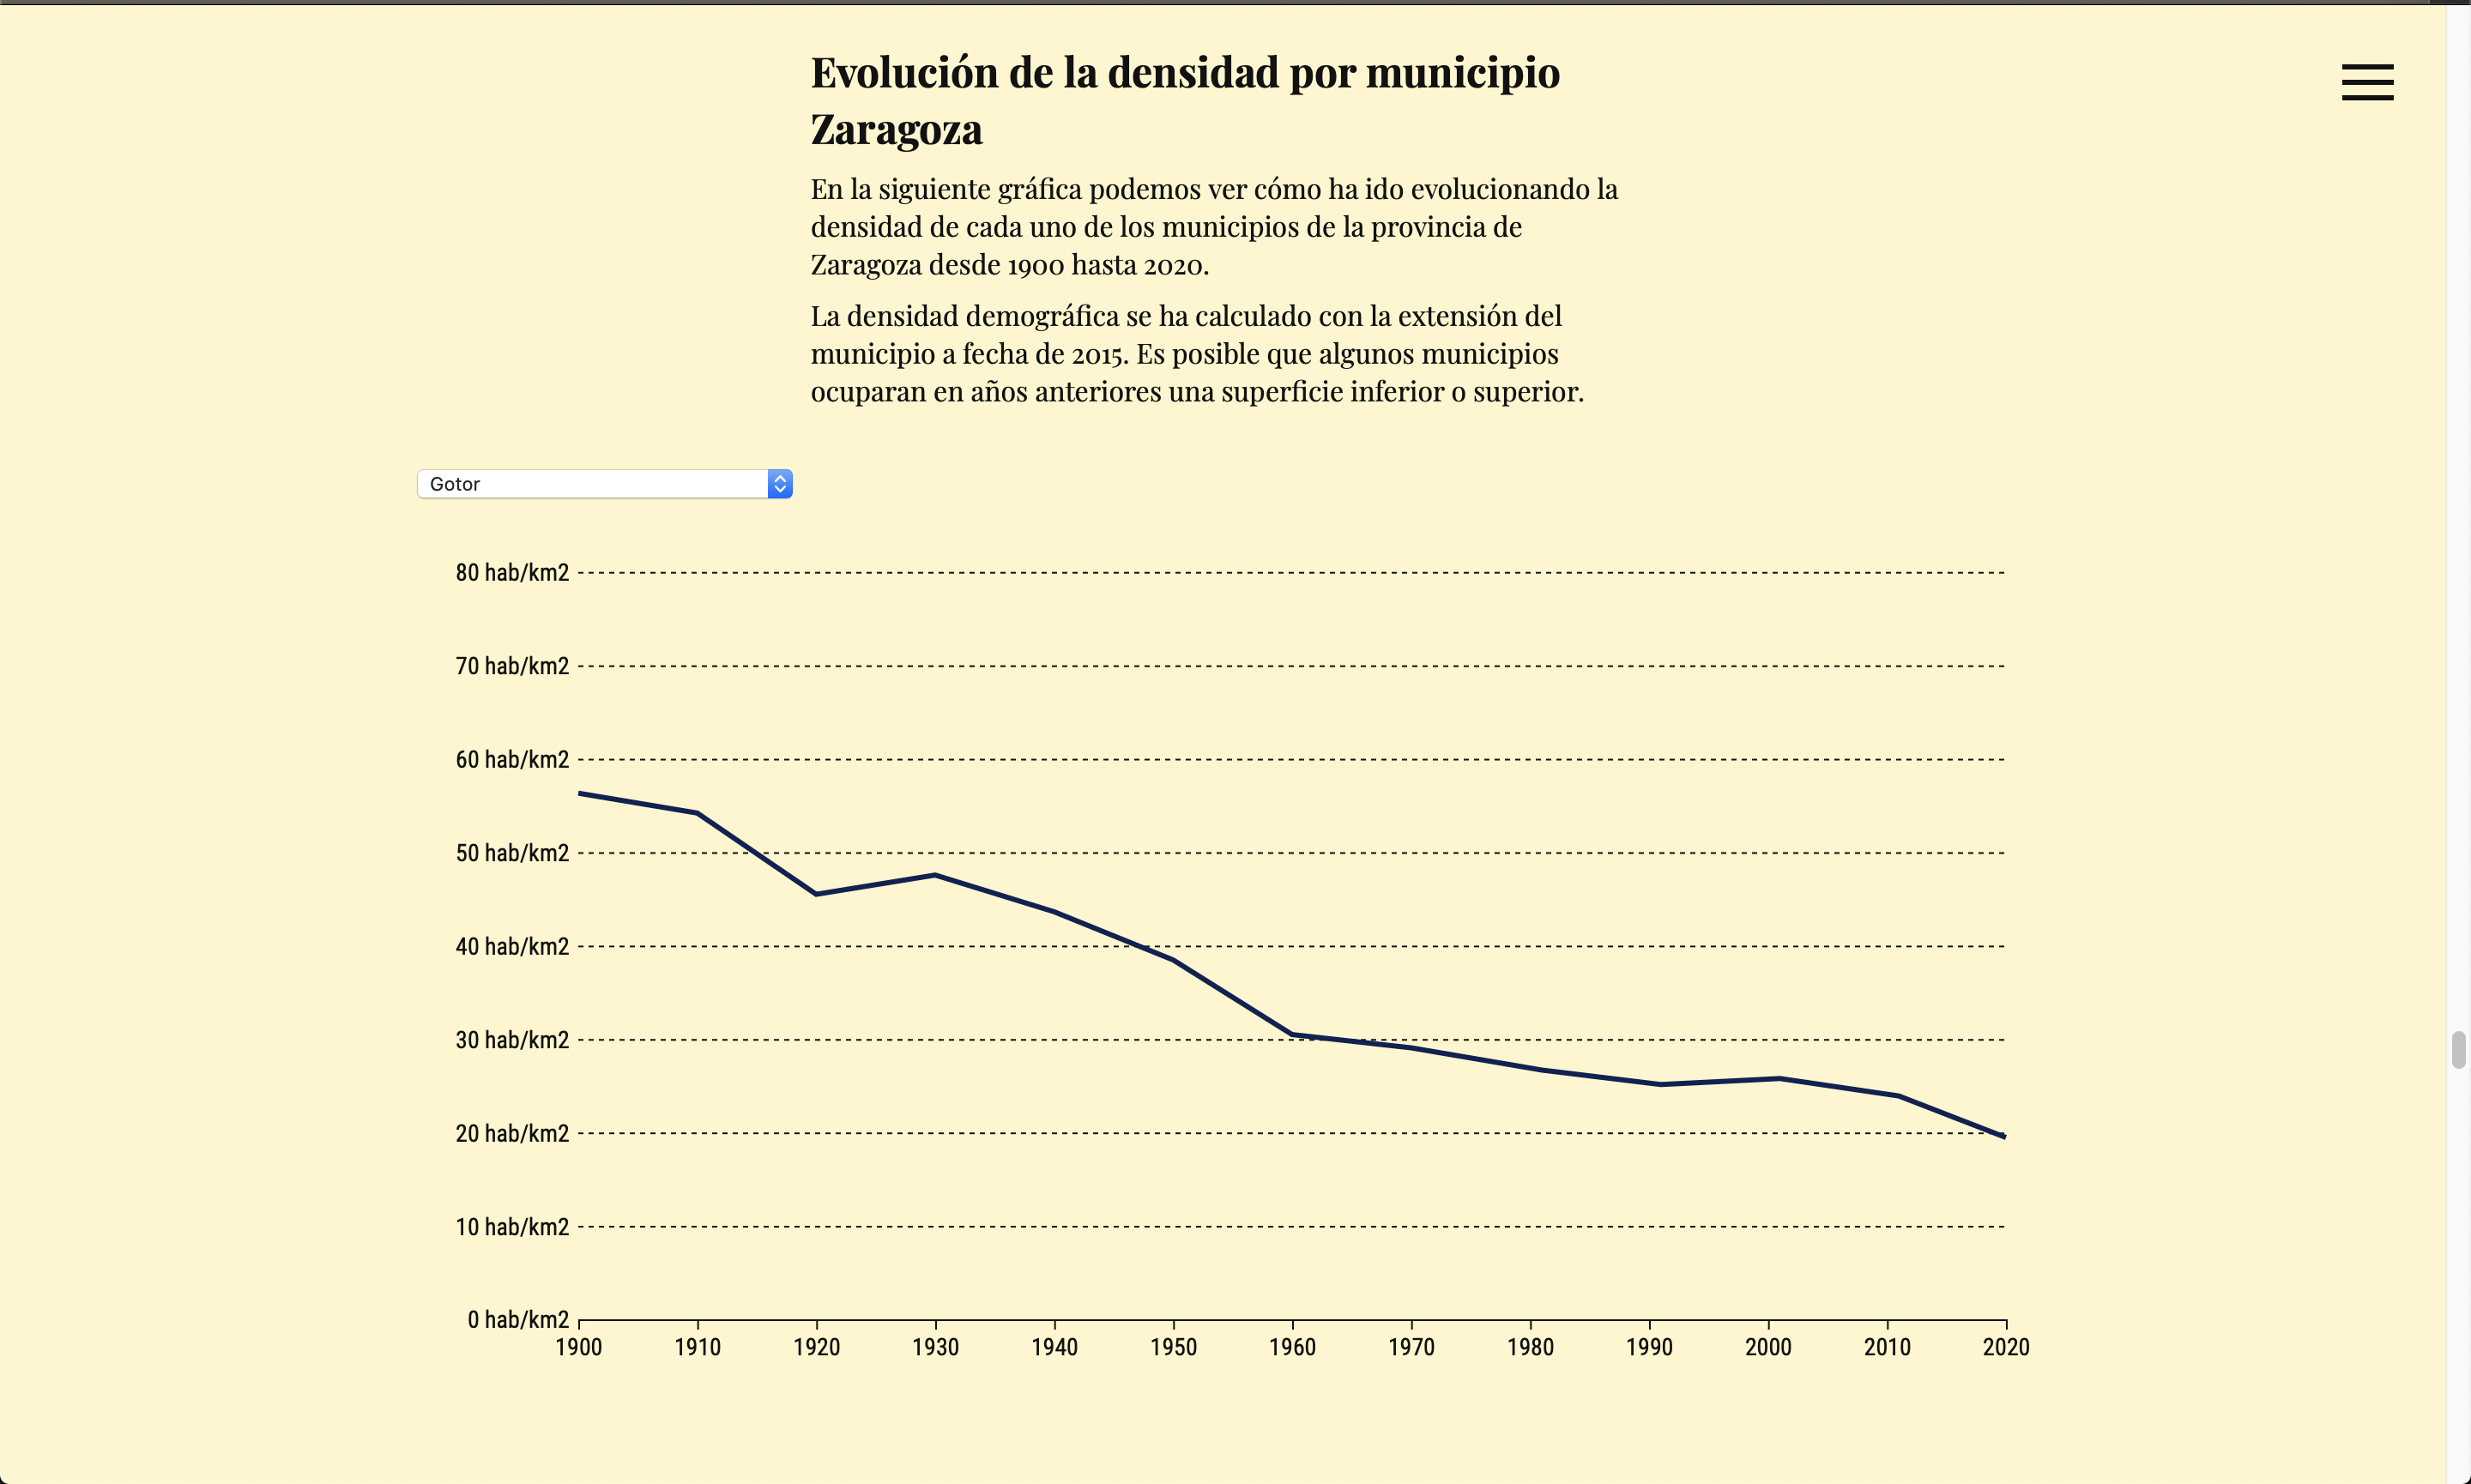 Evolución de la densidad por municipio
Zaragoza
En la siguiente gráfica podemos ver cómo ha ido evolucionando la
densidad de cada uno de los municipios de la provincia de
Zaragoza desde 1900 hasta 2020.
La densidad demográfica se ha calculado con la extensión del
municipio a fecha de 2015. Es posible que algunos municipios
ocuparan en años anteriores una superficie inferior o superior.
Gotor
80 hab/km2
70 hab/km2
60 hab/km2
50 hab/km2
40 hab/km2
30 hab/km2
20 hab/km2
10 hab/km2
0 hab/km2
1900 1910 1920 1930 1940 1950 1960 1970 1980 1990 2000 2010 2020